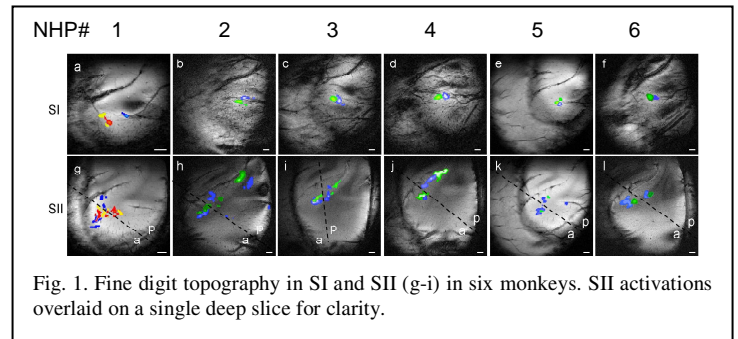 NHP# 1 2 3 4 5 6
SI a b c d e f
SII g h i j k l
P P P p p p
a a a a a a
Fig. 1. Fine digit topography in SI and SII (g-i) in six monkeys. SII activations
overlaid on a single deep slice for clarity.